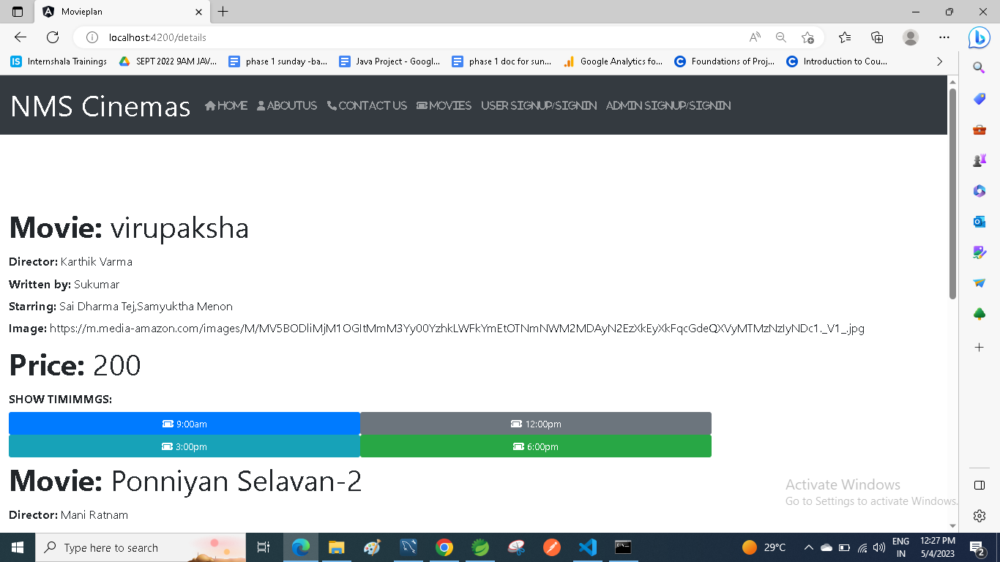 Movieplan
localhost:4200/details
Internshala Trainings SEPT 2022 9AM JAV... phase 1 sunday -ba... Java Project - Googl... phase 1 doc for sun... Google Analytics fo... Foundations of Proj... Introduction to Cou...
NMS Cinemas HOME ABOUTUS CONTACT US MOVIES USER SIGNUP/SIGNIN ADMIN SIGNUP/SIGNIN
Movie: virupaksha
Director: Karthik Varma
Written by: Sukumar
Starring: Sai Dharma Tej,Samyuktha Menon
Image: https://m.media-amazon.com/images/M/MV5BODliMjM1OGItMmM3Yy00YzhkLWFkYmEtOTNmNWM2MDAyN2EzXkEyXkFqcGdeQXVyMTMzNzIyNDc1._V1_.jpg
Price: 200
SHOW TIMIMMGS:
9:00am 12:00pm
3:00pm 6:00pm
Movie: Ponniyan Selavan-2
Director: Mani Ratnam
Activate Windows
Go to Settings to activate Windows.
Type here to search
29°C
ENG
IN
12:27 PM
5/4/2023
2